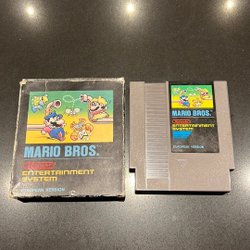 MARIO BROS.
ENTERTAINMENT
SYSTEM
EUROPEAN VERSION
MARIO BROS.
ENTERTAINMENT
SYSTEM
EUROPEAN VERSION